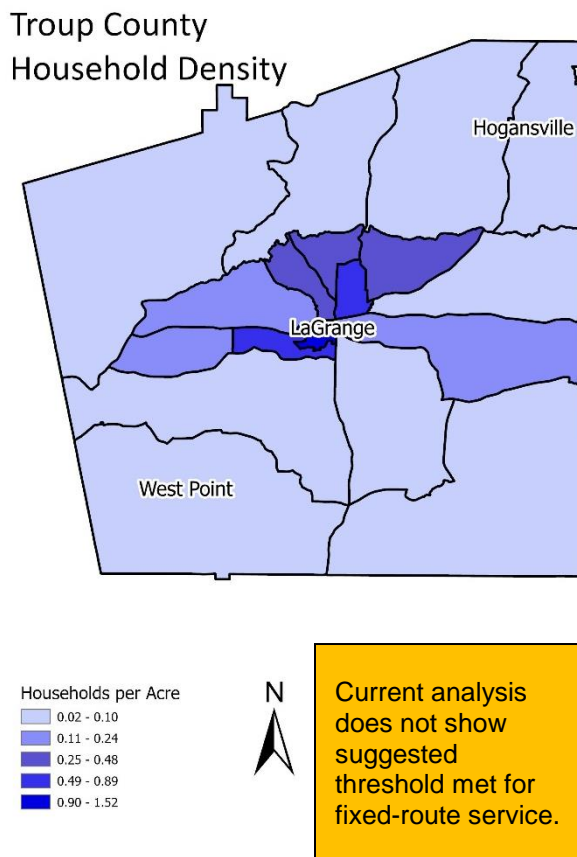 Troup County
Household Density
Hogansville
LaGrange
West Point
Households per Acre
0.02 - 0.10
0.11 - 0.24
0.25 - 0.48
0.49 - 0.89
0.90 - 1.52
N
Current analysis
does not show
suggested
threshold met for
fixed-route service.